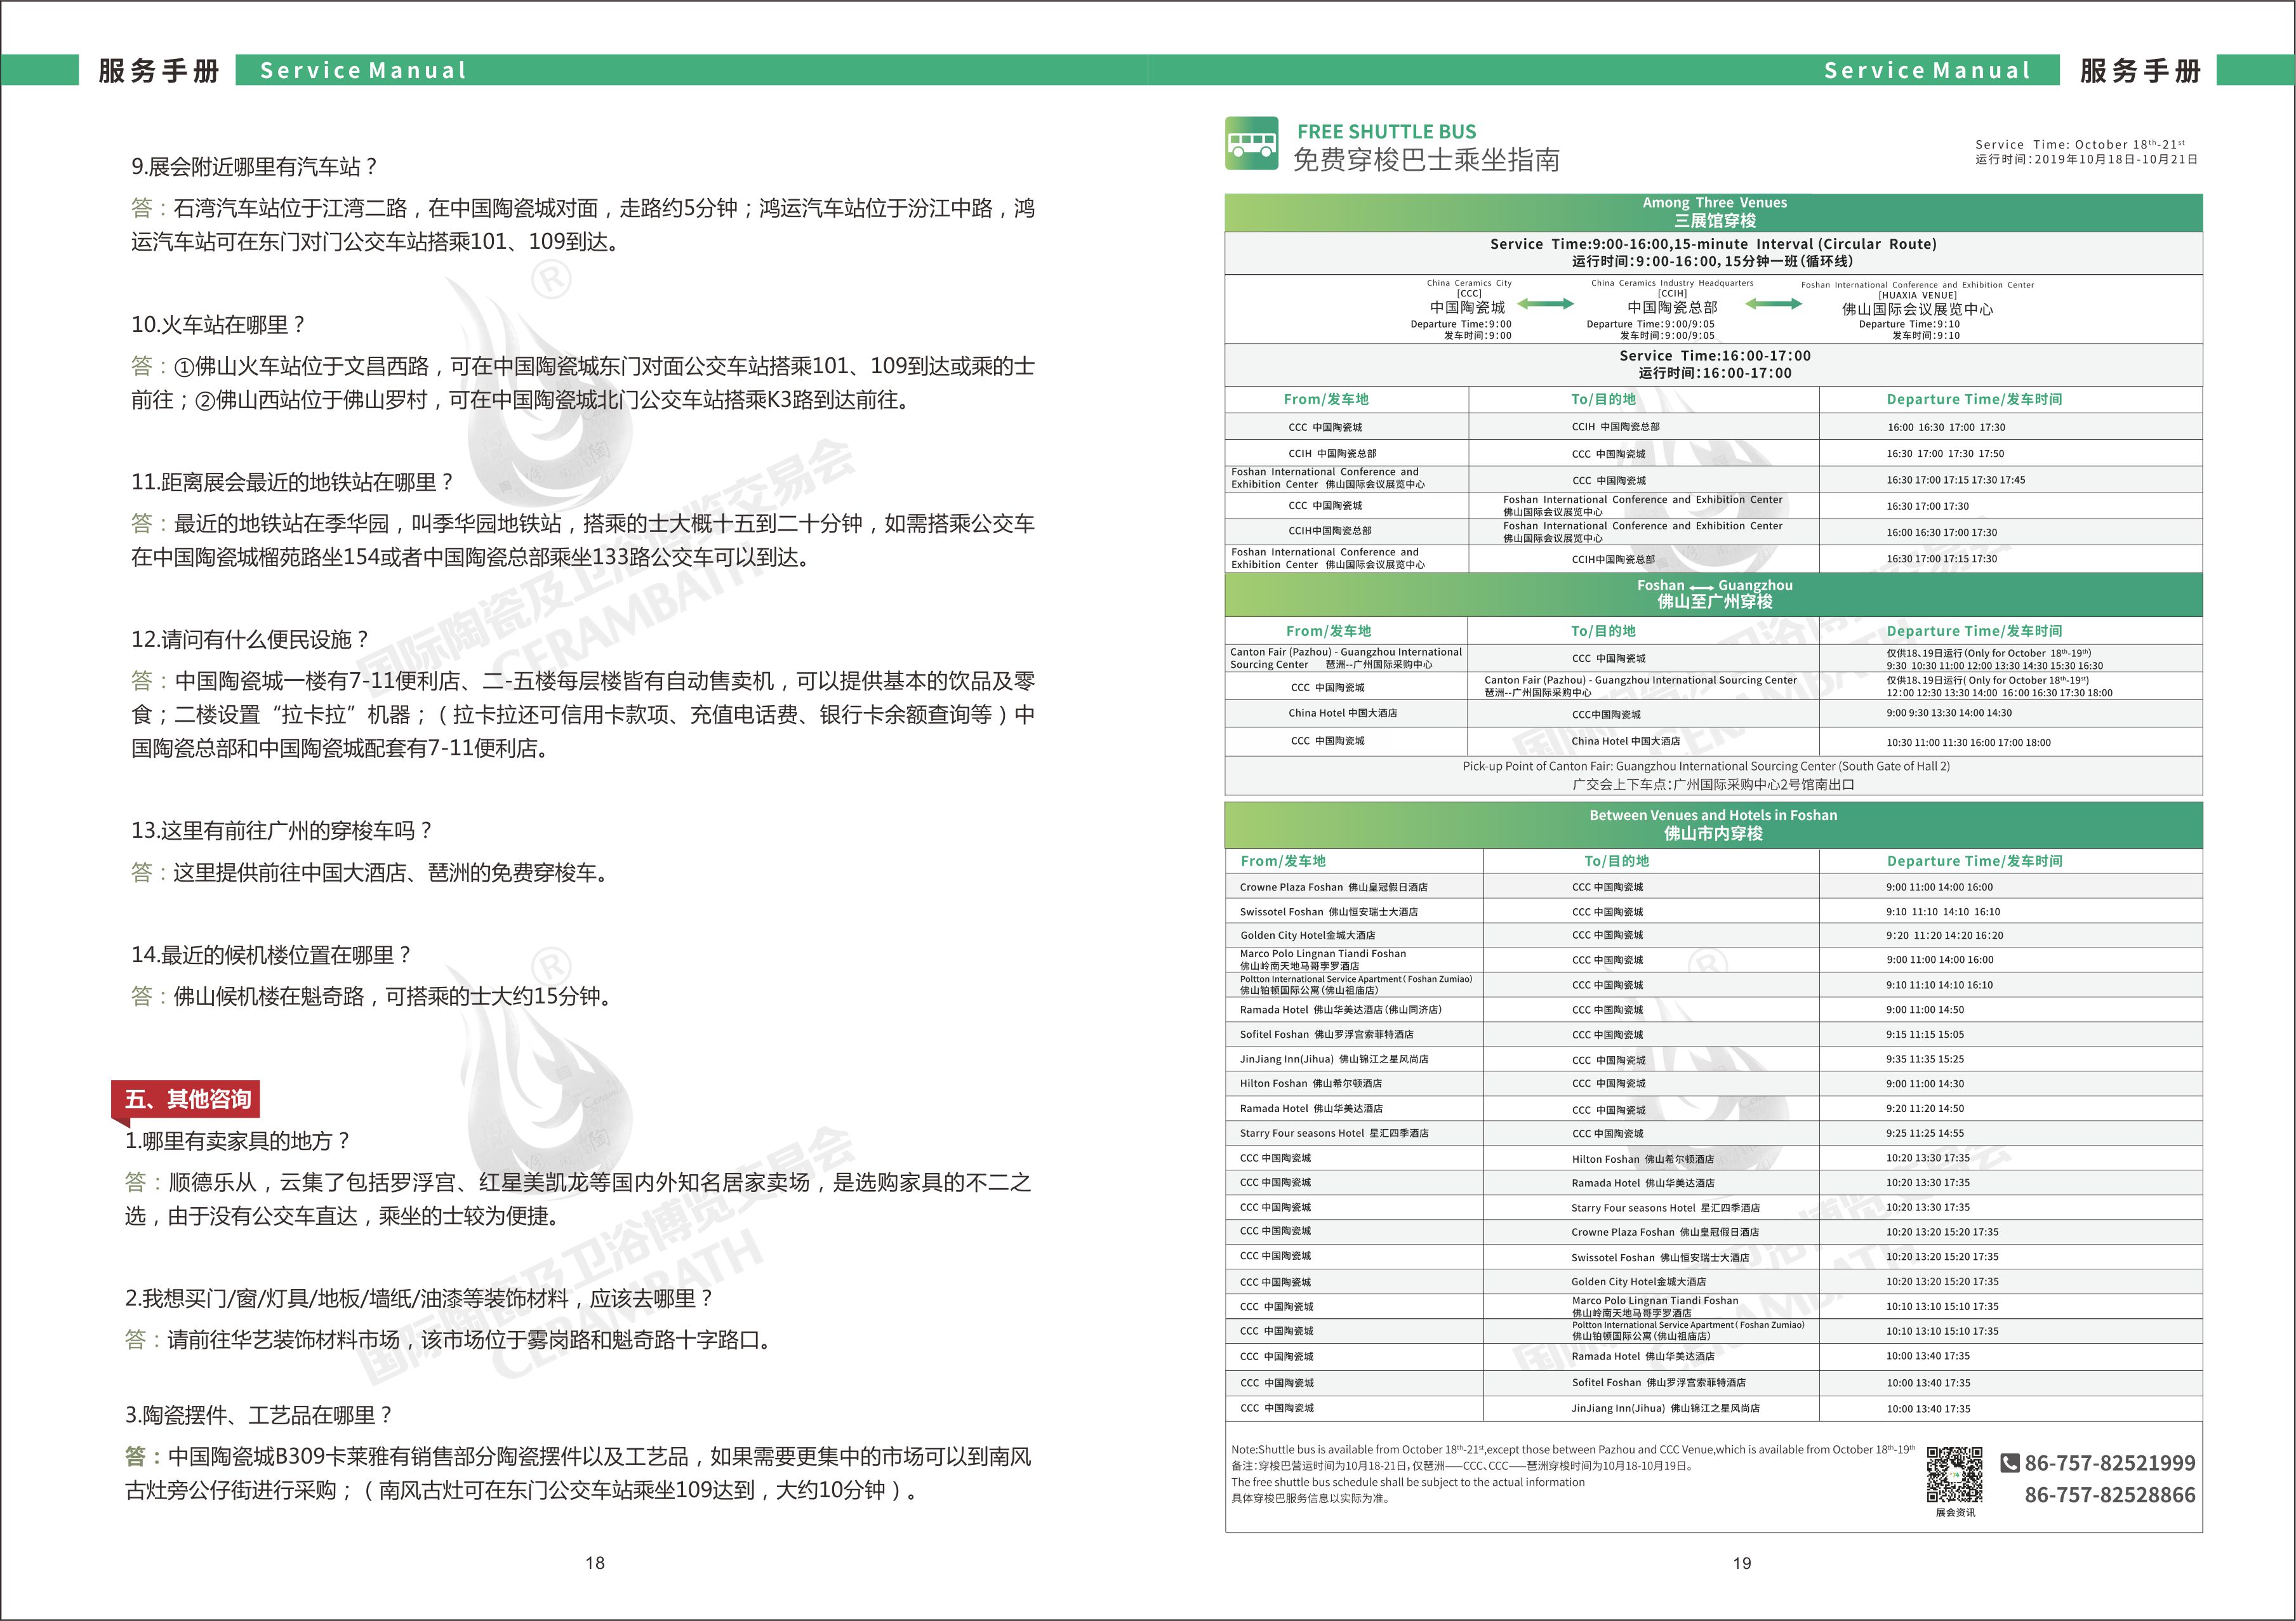 服务手册 Service Manual
9.展会附近哪里有汽车站？
答：石湾汽车站位于江湾二路，在中国陶瓷城对面，走路约5分钟；鸿运汽车站位于汾江中路，鸿
运汽车站可在东门对门公交车站搭乘101、109到达。
10.火车站在哪里？
答：①佛山火车站位于文昌西路，可在中国陶瓷城东门对面公交车站搭乘101、109到达或乘的士
前往；②佛山西站位于佛山罗村，可在中国陶瓷城北门公交车站搭乘K3路到达前往。
11.距离展会最近的地铁站在哪里？
答：最近的地铁站在季华园，叫季华园地铁站，搭乘的士大概十五到二十分钟，如需搭乘公交车
在中国陶瓷城榴苑路坐154或者中国陶瓷总部乘坐133路公交车可以到达。
12.请问有什么便民设施？
答：中国陶瓷城一楼有7-11便利店、二-五楼每层楼皆有自动售卖机，可以提供基本的饮品及零
食；二楼设置“拉卡拉”机器；（拉卡拉还可信用卡款项、充值电话费、银行卡余额查询等）中
国陶瓷总部和中国陶瓷城配套有7-11便利店。
13.这里有前往广州的穿梭车吗？
答：这里提供前往中国大酒店、琶洲的免费穿梭车。
14.最近的候机楼位置在哪里？
答：佛山候机楼在魁奇路，可搭乘的士大约15分钟。
五、其他咨询
1.哪里有卖家具的地方？
答：顺德乐从，云集了包括罗浮宫、红星美凯龙等国内外知名居家卖场，是选购家具的不二之
选，由于没有公交车直达，乘坐的士较为便捷。
2.我想买门/窗/灯具/地板/墙纸/油漆等装饰材料，应该去哪里？
答：请前往华艺装饰材料市场，该市场位于雾岗路和魁奇路十字路口。
3.陶瓷摆件、工艺品在哪里？
答：中国陶瓷城B309卡莱雅有销售部分陶瓷摆件以及工艺品，如果需要更集中的市场可以到南风
古灶旁公仔街进行采购；（南风古灶可在东门公交车站乘坐109达到，大约10分钟）。
国际陶瓷及卫浴博览交易会
CERAMBATH
®
国际陶瓷及卫浴博览交易会
CERAMBATH
®
18
Service Manual 服务手册
FREE SHUTTLE BUS
免费穿梭巴士乘坐指南
Service Time: October 18th-21st
运行时间：2019年10月18日-10月21日
Among Three Venues
三展馆穿梭
Service Time:9:00-16:00,15-minute Interval (Circular Route)
运行时间：9:00-16:00，15分钟一班（循环线）
China Ceramics City China Ceramics Industry Headquarters Foshan International Conference and Exhibition Center
[CCC] [CCIH] [HUAXIA VENUE]
中国陶瓷城 中国陶瓷总部 佛山国际会议展览中心
Departure Time:9:00 Departure Time:9:00/9:05 Departure Time:9:10
发车时间：9:00 发车时间：9:00/9:05 发车时间：9:10
Service Time:16:00-17:00
运行时间：16:00-17:00
From/发车地 To/目的地 Departure Time/发车时间
CCC 中国陶瓷城 CCIH 中国陶瓷总部 16:00 16:30 17:00 17:30
CCIH 中国陶瓷总部 CCC 中国陶瓷城 16:30 17:00 17:30 17:50
Foshan International Conference and
Exhibition Center 佛山国际会议展览中心 CCC 中国陶瓷城 16:30 17:00 17:15 17:30 17:45
CCC 中国陶瓷城 Foshan International Conference and Exhibition Center
佛山国际会议展览中心 16:30 17:00 17:30
CCIH中国陶瓷总部 Foshan International Conference and Exhibition Center
佛山国际会议展览中心 16:00 16:30 17:00 17:30
Foshan International Conference and
Exhibition Center 佛山国际会议展览中心 CCIH中国陶瓷总部 16:30 17:00 17:15 17:30
Foshan ⟷ Guangzhou
佛山至广州穿梭
From/发车地 To/目的地 Departure Time/发车时间
Canton Fair (Pazhou) - Guangzhou International
Sourcing Center 琶洲--广州国际采购中心 CCC 中国陶瓷城 仅供18、19日运行（Only for October 18th-19th)
9:30 10:30 11:00 12:00 13:30 14:30 15:30 16:30
CCC 中国陶瓷城 Canton Fair (Pazhou) - Guangzhou International Sourcing Center
琶洲--广州国际采购中心 仅供18、19日运行( Only for October 18th-19st)
12:00 12:30 13:30 14:00 16:00 16:30 17:30 18:00
China Hotel 中国大酒店 CCC中国陶瓷城 9:00 9:30 13:30 14:00 14:30
CCC 中国陶瓷城 China Hotel 中国大酒店 10:30 11:00 11:30 16:00 17:00 18:00
Pick-up Point of Canton Fair: Guangzhou International Sourcing Center (South Gate of Hall 2)
广交会上下车点：广州国际采购中心2号馆南出口
Between Venues and Hotels in Foshan
佛山市内穿梭
From/发车地 To/目的地 Departure Time/发车时间
Crowne Plaza Foshan 佛山皇冠假日酒店 CCC 中国陶瓷城 9:00 11:00 14:00 16:00
Swissotel Foshan 佛山恒安瑞士大酒店 CCC 中国陶瓷城 9:10 11:10 14:10 16:10
Golden City Hotel金城大酒店 CCC 中国陶瓷城 9:20 11:20 14:20 16:20
Marco Polo Lingnan Tiandi Foshan
佛山岭南天地马哥孛罗酒店 CCC 中国陶瓷城 9:00 11:00 14:00 16:00
Poltton International Service Apartment ( Foshan Zumiao)
佛山铂顿国际公寓（佛山祖庙店） CCC 中国陶瓷城 9:10 11:10 14:10 16:10
Ramada Hotel 佛山华美达酒店（佛山同济店） CCC 中国陶瓷城 9:00 11:00 14:50
Sofitel Foshan 佛山罗浮宫索菲特酒店 CCC 中国陶瓷城 9:15 11:15 15:05
JinJiang Inn(Jihua) 佛山锦江之星风尚店 CCC 中国陶瓷城 9:35 11:35 15:25
Hilton Foshan 佛山希尔顿酒店 CCC 中国陶瓷城 9:00 11:00 14:30
Ramada Hotel 佛山华美达酒店 CCC 中国陶瓷城 9:20 11:20 14:50
Starry Four seasons Hotel 星汇四季酒店 CCC 中国陶瓷城 9:25 11:25 14:55
CCC 中国陶瓷城 Hilton Foshan 佛山希尔顿酒店 10:20 13:30 17:35
CCC 中国陶瓷城 Ramada Hotel 佛山华美达酒店 10:20 13:30 17:35
CCC 中国陶瓷城 Starry Four seasons Hotel 星汇四季酒店 10:20 13:30 17:35
CCC 中国陶瓷城 Crowne Plaza Foshan 佛山皇冠假日酒店 10:20 13:20 15:20 17:35
CCC 中国陶瓷城 Swissotel Foshan 佛山恒安瑞士大酒店 10:20 13:20 15:20 17:35
CCC 中国陶瓷城 Golden City Hotel金城大酒店 10:20 13:20 15:20 17:35
CCC 中国陶瓷城 Marco Polo Lingnan Tiandi Foshan
佛山岭南天地马哥孛罗酒店 10:10 13:10 15:10 17:35
CCC 中国陶瓷城 Poltton International Service Apartment ( Foshan Zumiao)
佛山铂顿国际公寓（佛山祖庙店） 10:10 13:10 15:10 17:35
CCC 中国陶瓷城 Ramada Hotel 佛山华美达酒店 10:00 13:40 17:35
CCC 中国陶瓷城 Sofitel Foshan 佛山罗浮宫索菲特酒店 10:00 13:40 17:35
CCC 中国陶瓷城 JinJiang Inn(Jihua) 佛山锦江之星风尚店 10:00 13:40 17:35
Note:Shuttle bus is available from October 18th-21st,except those between Pazhou and CCC Venue,which is available from October 18th-19th
备注：穿梭巴营运时间为10月18-21日，仅琶洲——CCC、CCC——琶洲穿梭时间为10月18-10月19日。
The free shuttle bus schedule shall be subject to the actual information
具体穿梭巴服务信息以实际为准。
展会资讯
86-757-82521999
86-757-82528866
19